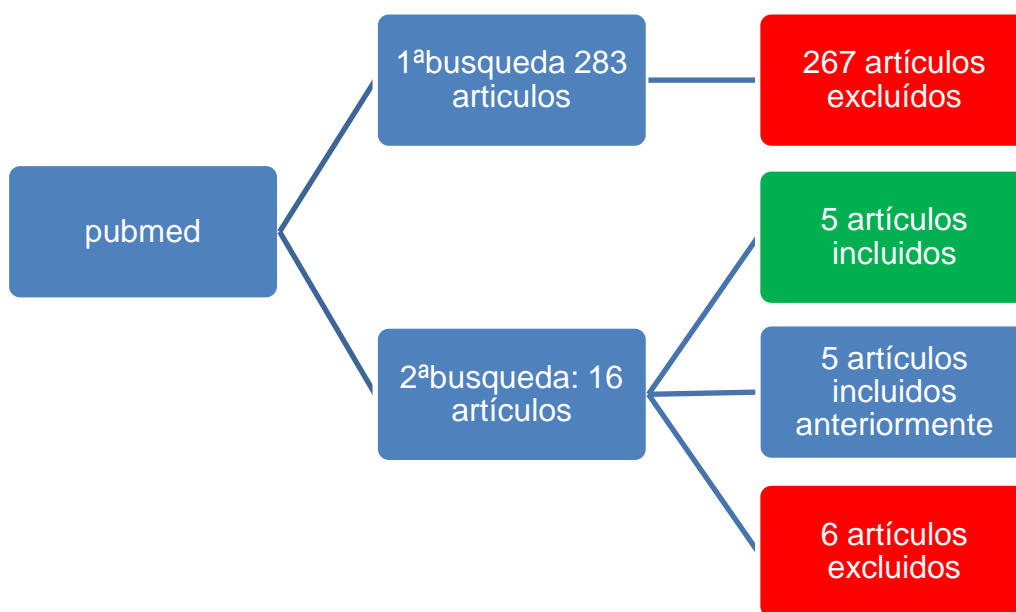 pubmed
1ªbusqueda 283
articulos
267 artículos
excluídos
2ªbusqueda: 16
artículos
5 artículos
incluidos
5 artículos
incluidos
anteriormente
6 artículos
excluidos